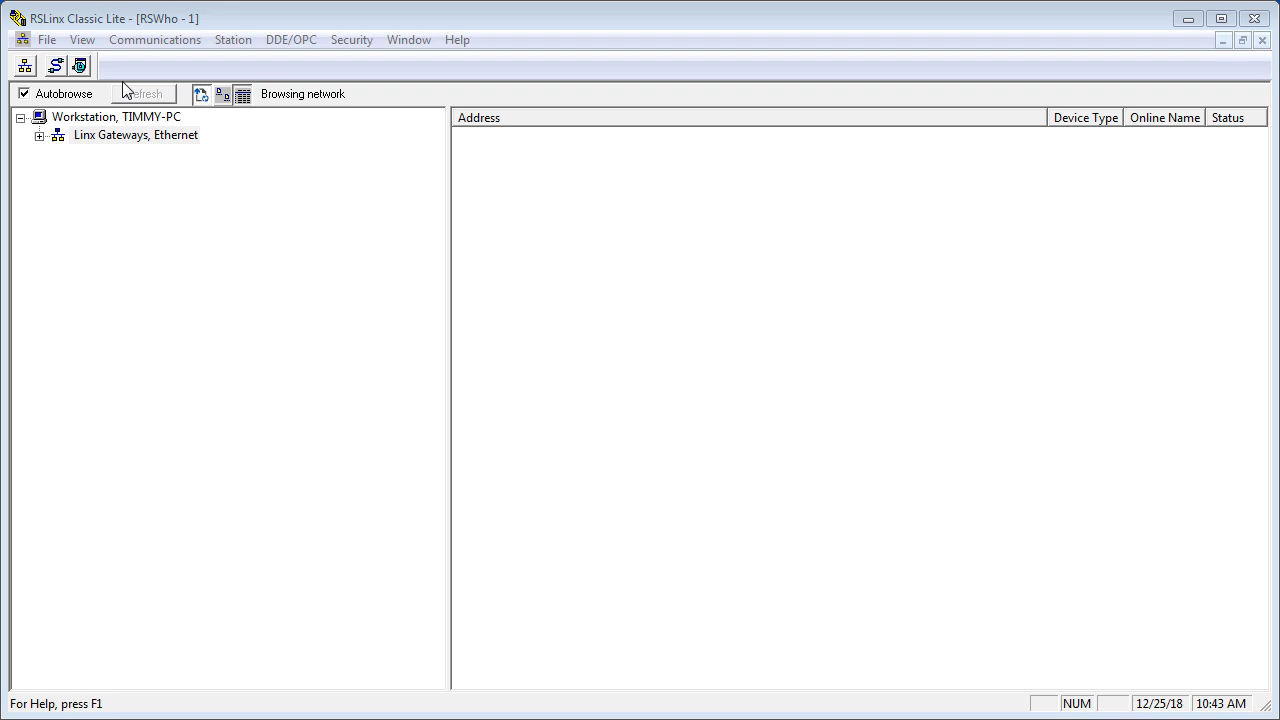 RSLinx Classic Lite - [RSWho - 1]
File View Communications Station DDE/OPC Security Window Help
Autobrowse Refresh Browsing network
Workstation, TIMMY-PC
Linx Gateways, Ethernet
Address Device Type Online Name Status
For Help, press F1 NUM 12/25/18 10:43 AM